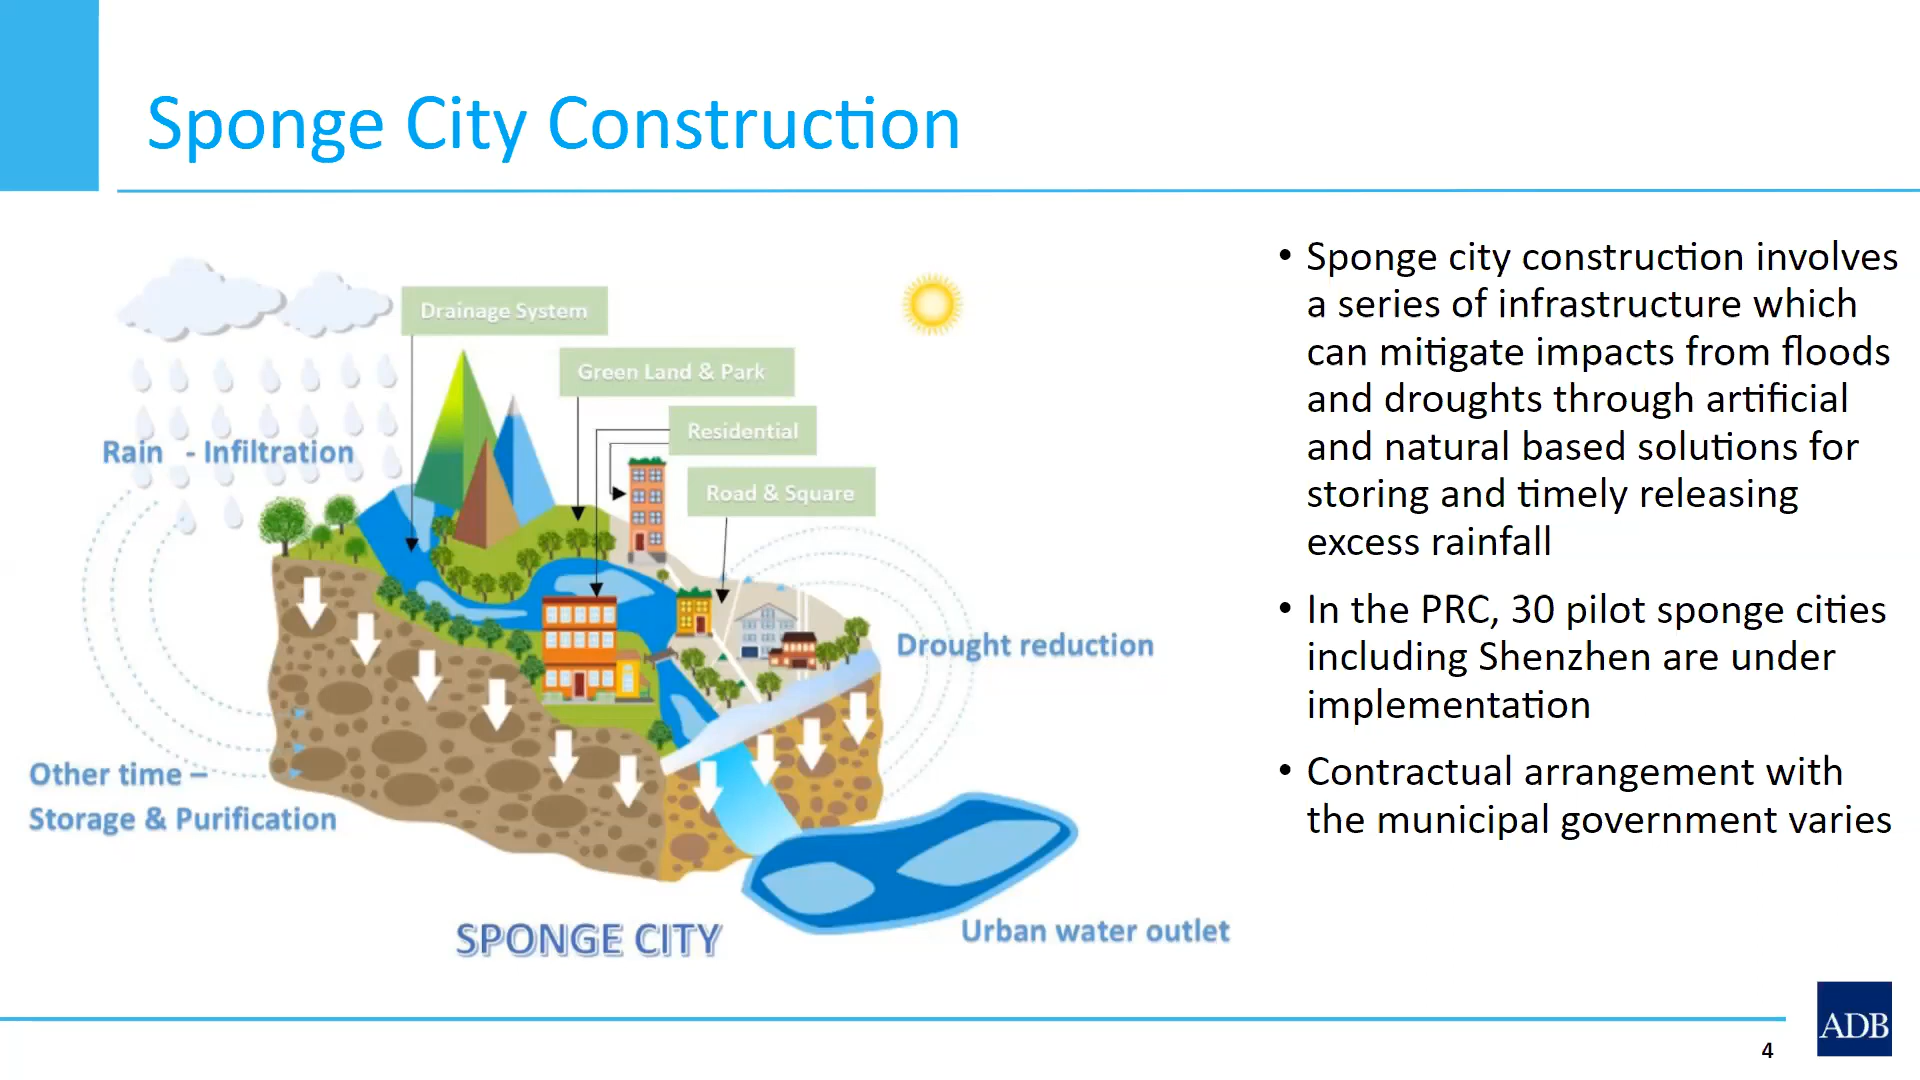 Sponge City Construction
Drainage System
Green Land & Park
Residential
Road & Square
Rain - Infiltration
Drought reduction
Other time –
Storage & Purification
Urban water outlet
SPONGE CITY
• Sponge city construction involves
a series of infrastructure which
can mitigate impacts from floods
and droughts through artificial
and natural based solutions for
storing and timely releasing
excess rainfall
• In the PRC, 30 pilot sponge cities
including Shenzhen are under
implementation
• Contractual arrangement with
the municipal government varies
4
ADB